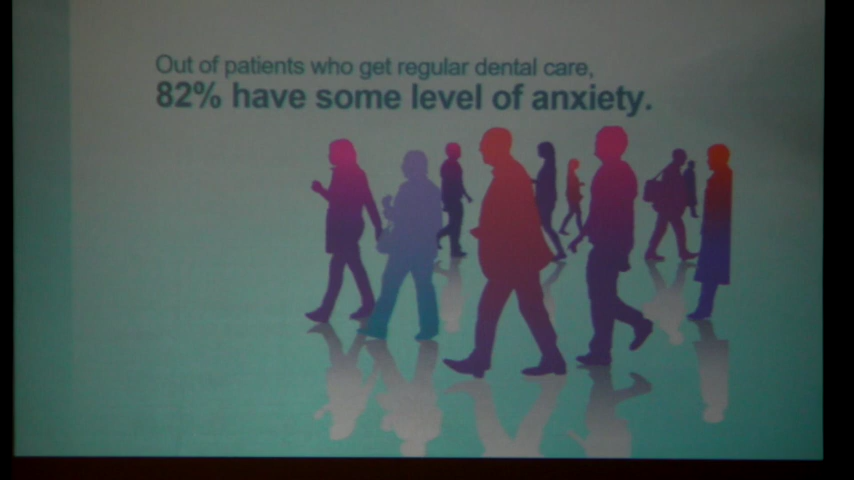 Out of patients who get regular dental care,
82% have some level of anxiety.